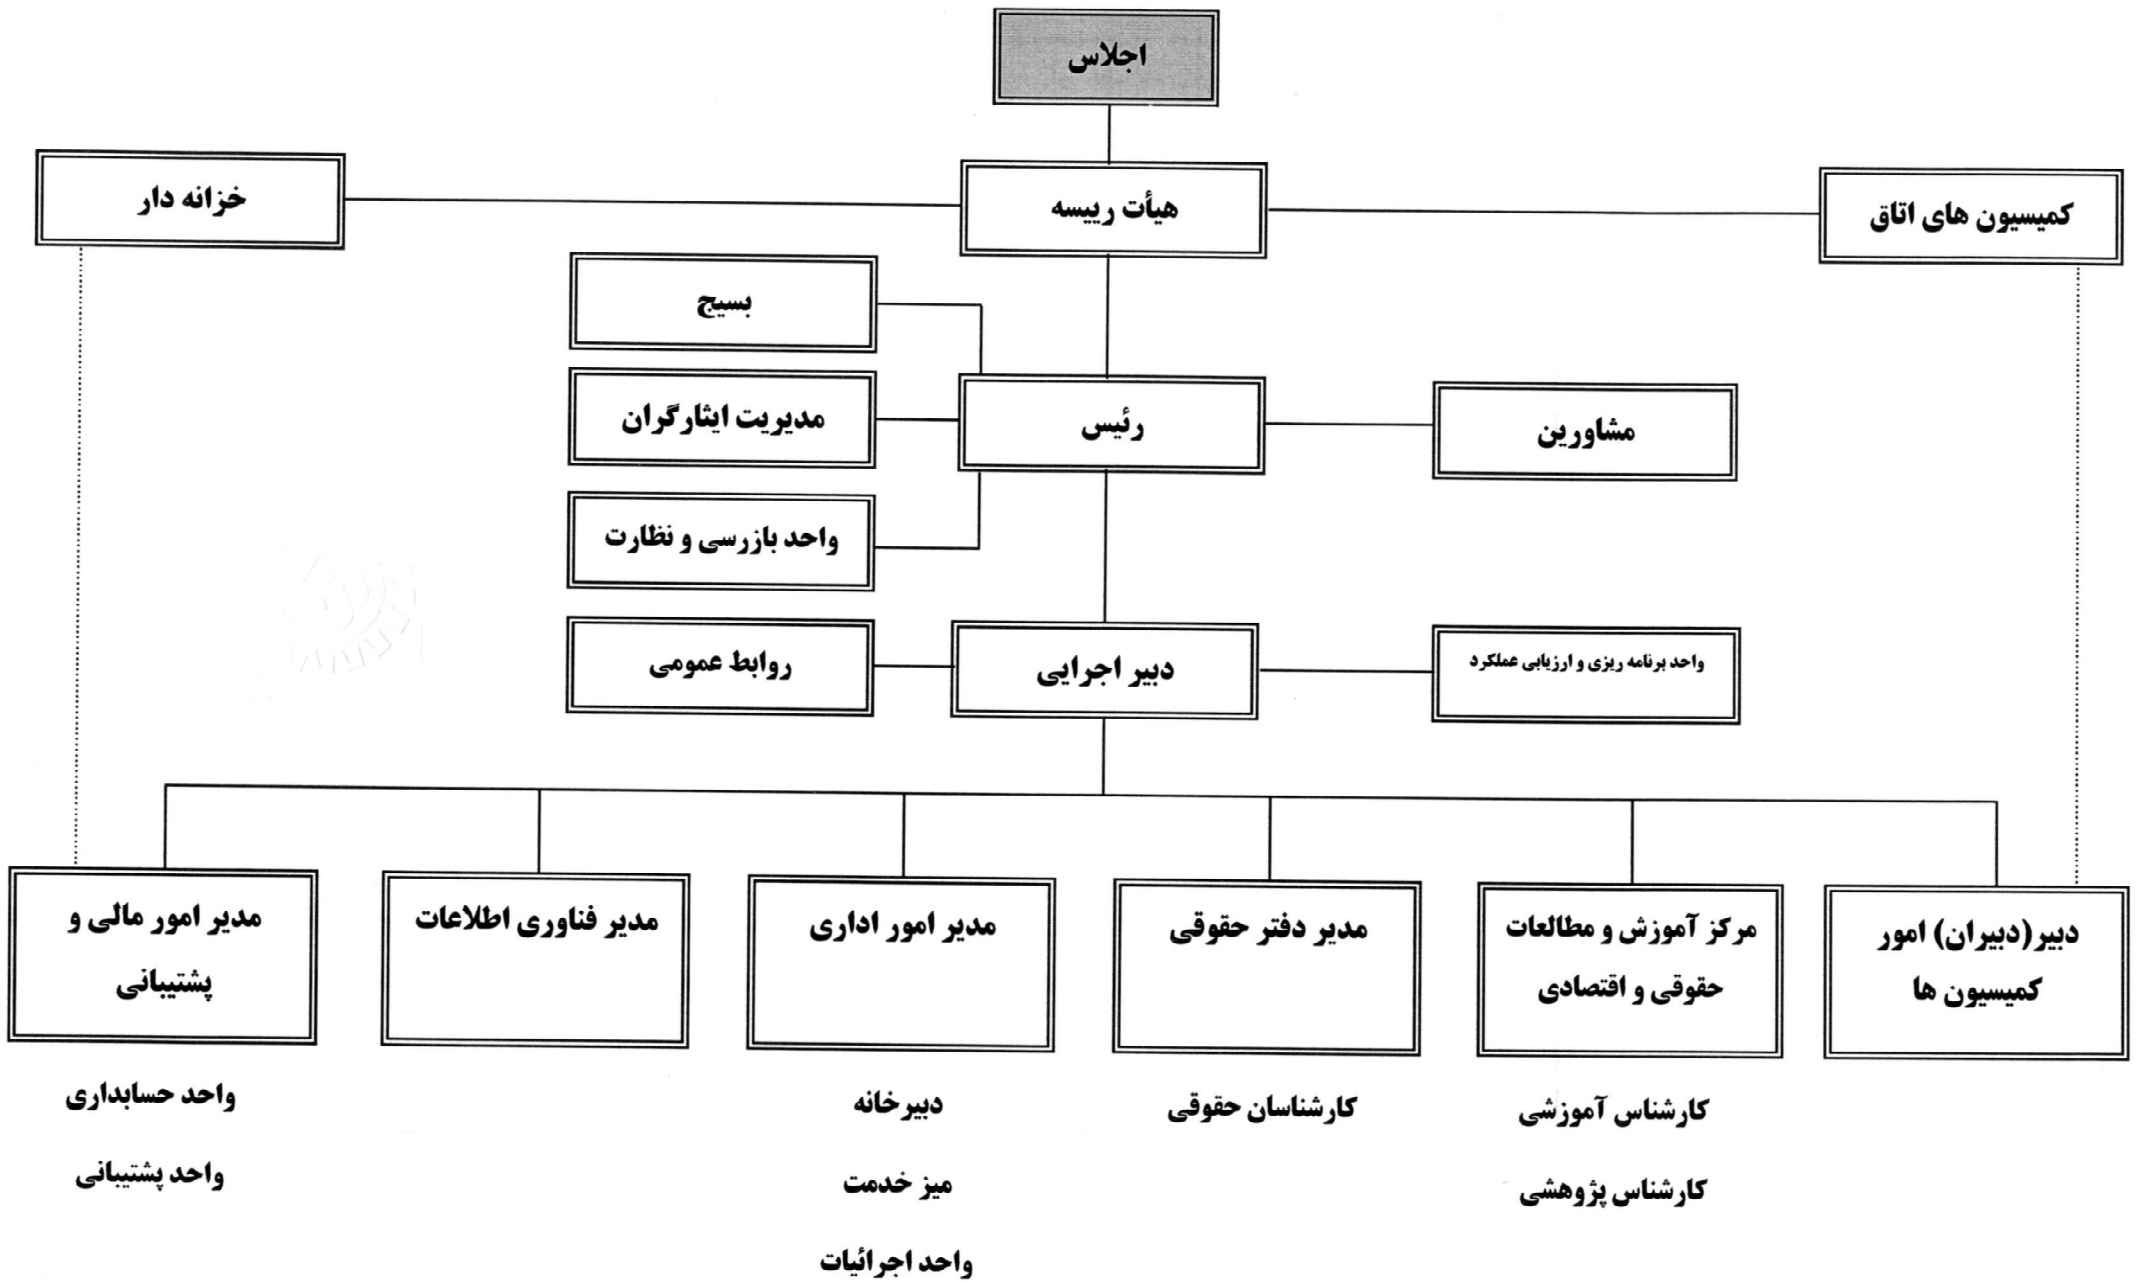 اجلاس
کمیسیون های اتاق
هیأت رییسه
خزانه دار
بسیج
مشاورین
رئیس
مدیریت ایثارگران
واحد بازرسی و نظارت
واحد برنامه ریزی و ارزیابی عملکرد
دبیر اجرایی
روابط عمومی
دبیر(دبیران) امور
کمیسیون ها
مرکز آموزش و مطالعات
حقوقی و اقتصادی
مدیر دفتر حقوقی
مدیر امور اداری
مدیر فناوری اطلاعات
مدیر امور مالی و
پشتیبانی
کارشناس آموزشی
کارشناس پژوهشی
کارشناسان حقوقی
دبیرخانه
میز خدمت
واحد اجرائیات
واحد حسابداری
واحد پشتیبانی